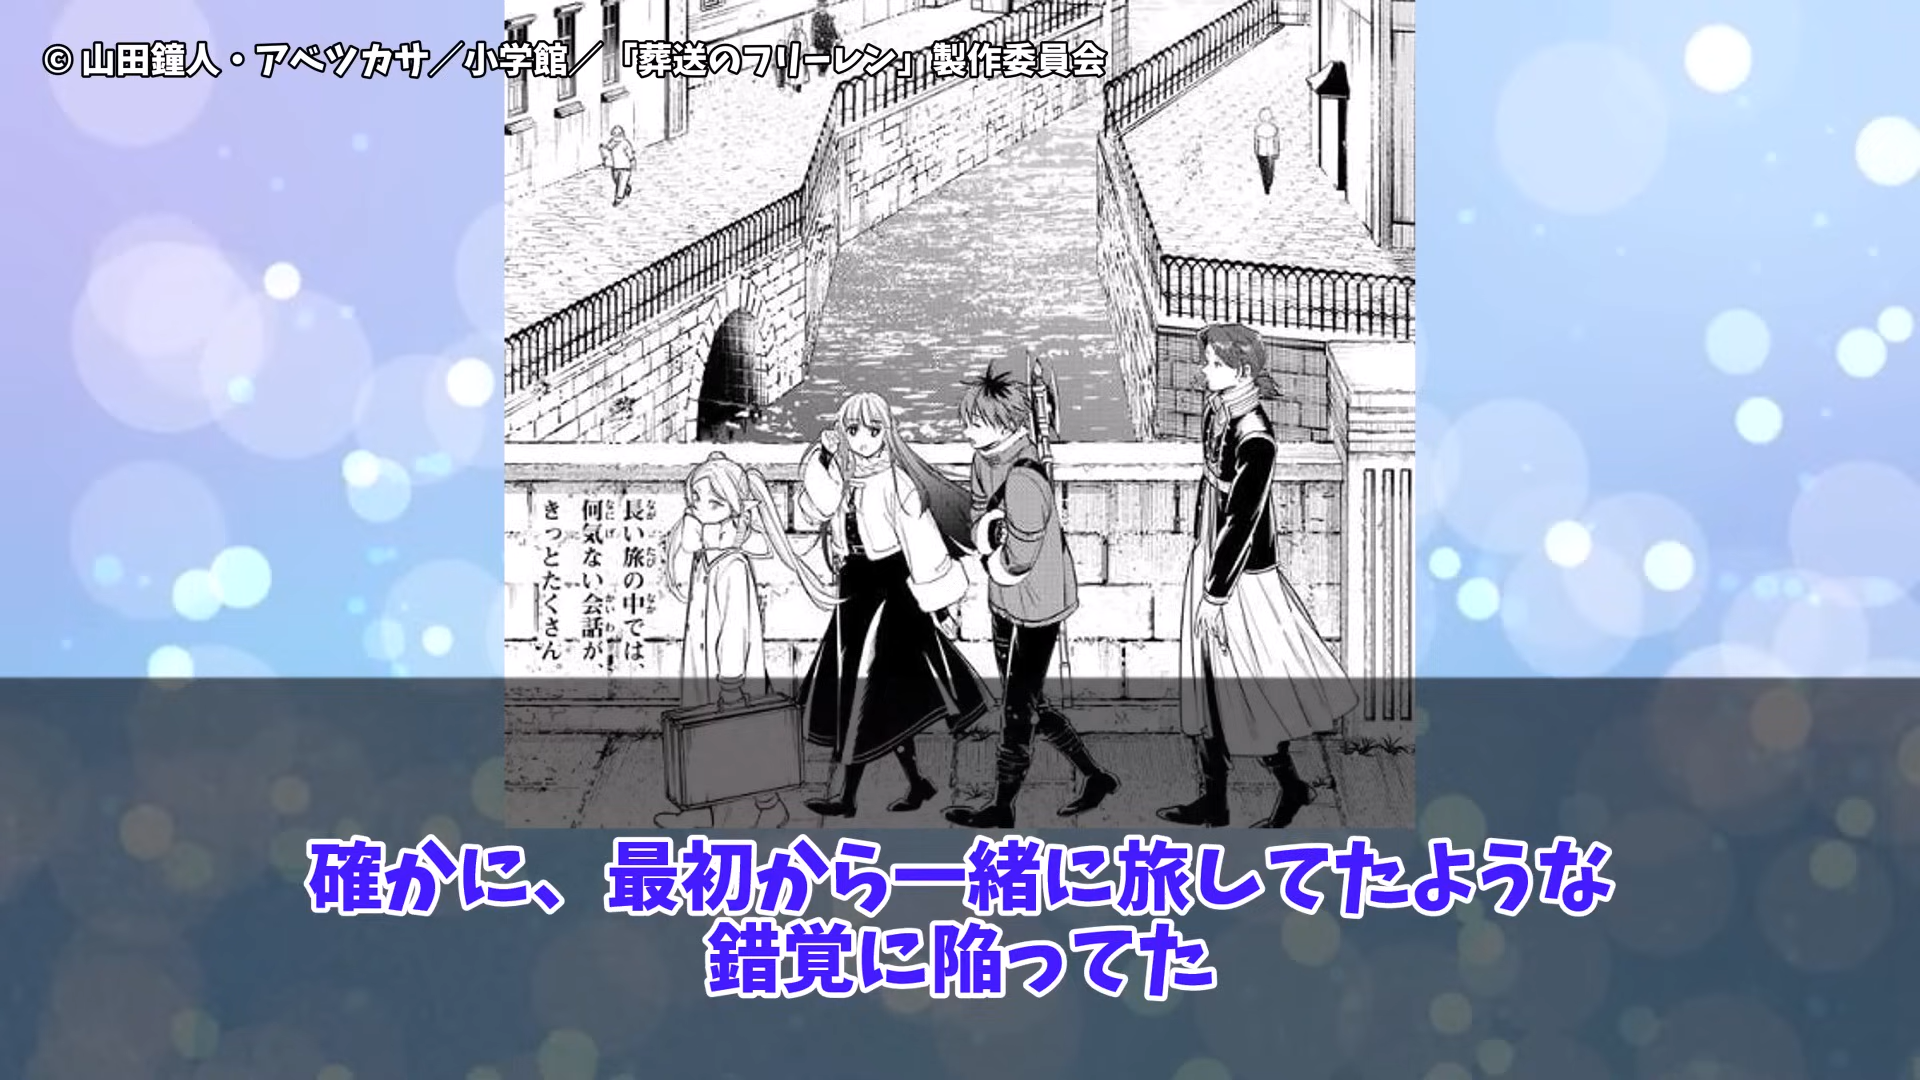 © 山田鐘人・アベツカサ／小学館／「葬送のフリーレン」製作委員会
長い旅の中では、
何気ない会話が、
きっとたくさん。
確かに、最初から一緒に旅してたような
錯覚に陥ってた